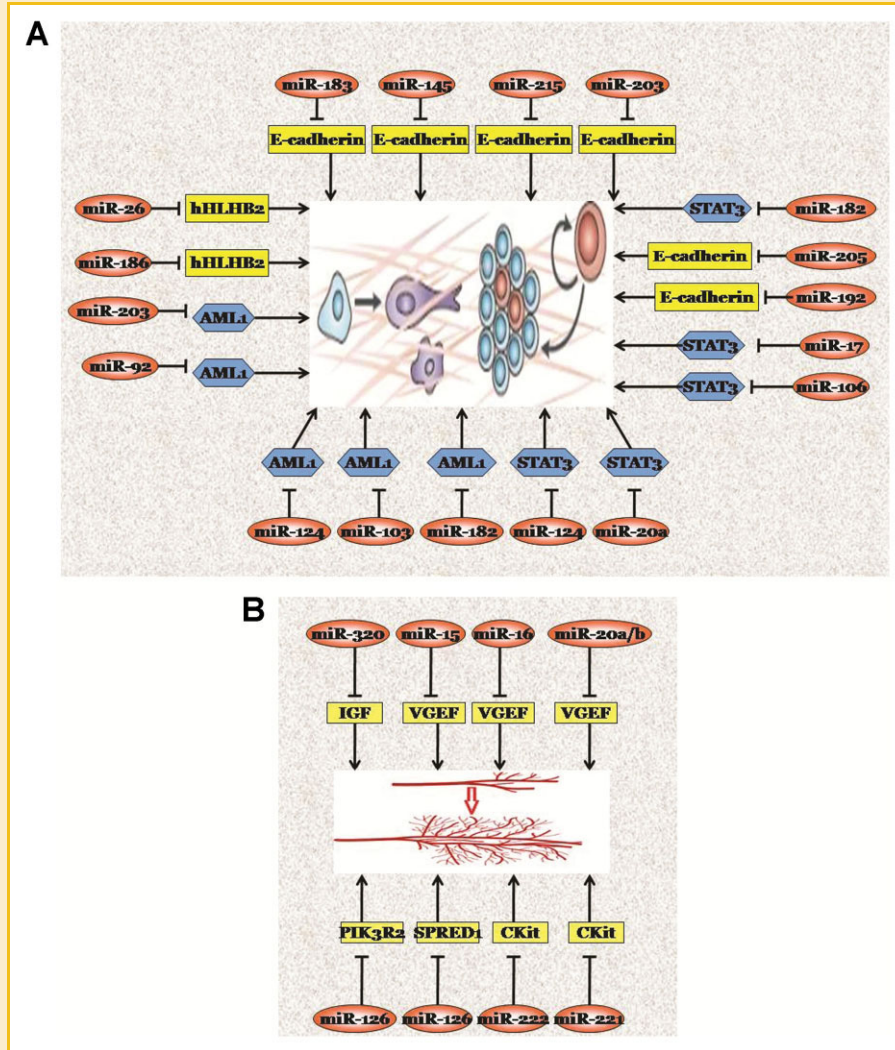 A
miR-183 miR-145 miR-215 miR-203
E-cadherin E-cadherin E-cadherin E-cadherin
miR-26 hHLHB2 STAT3 miR-182
miR-186 hHLHB2 E-cadherin miR-205
miR-203 AML1 E-cadherin miR-192
miR-92 AML1 STAT3 miR-17
STAT3 miR-106
AML1 AML1 AML1 STAT3 STAT3
miR-124 miR-103 miR-182 miR-124 miR-20a
B
miR-320 miR-15 miR-16 miR-20a/b
IGF VGEF VGEF VGEF
PIK3R2 SPRED1 CKit CKit
miR-126 miR-126 miR-222 miR-221